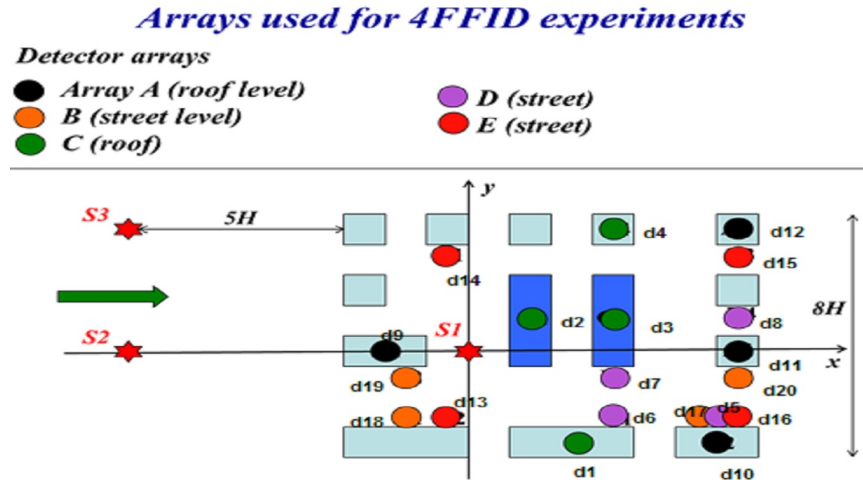 Arrays used for 4FFID experiments
Detector arrays
Array A (roof level)
B (street level)
C (roof)
D (street)
E (street)
y
S3
5H
d4
d12
d14
d15
d2
d3
d8
8H
S2
d9
S1
d11
x
d19
d7
d20
d13
d18
d6
d17
d5
d16
d1
d10